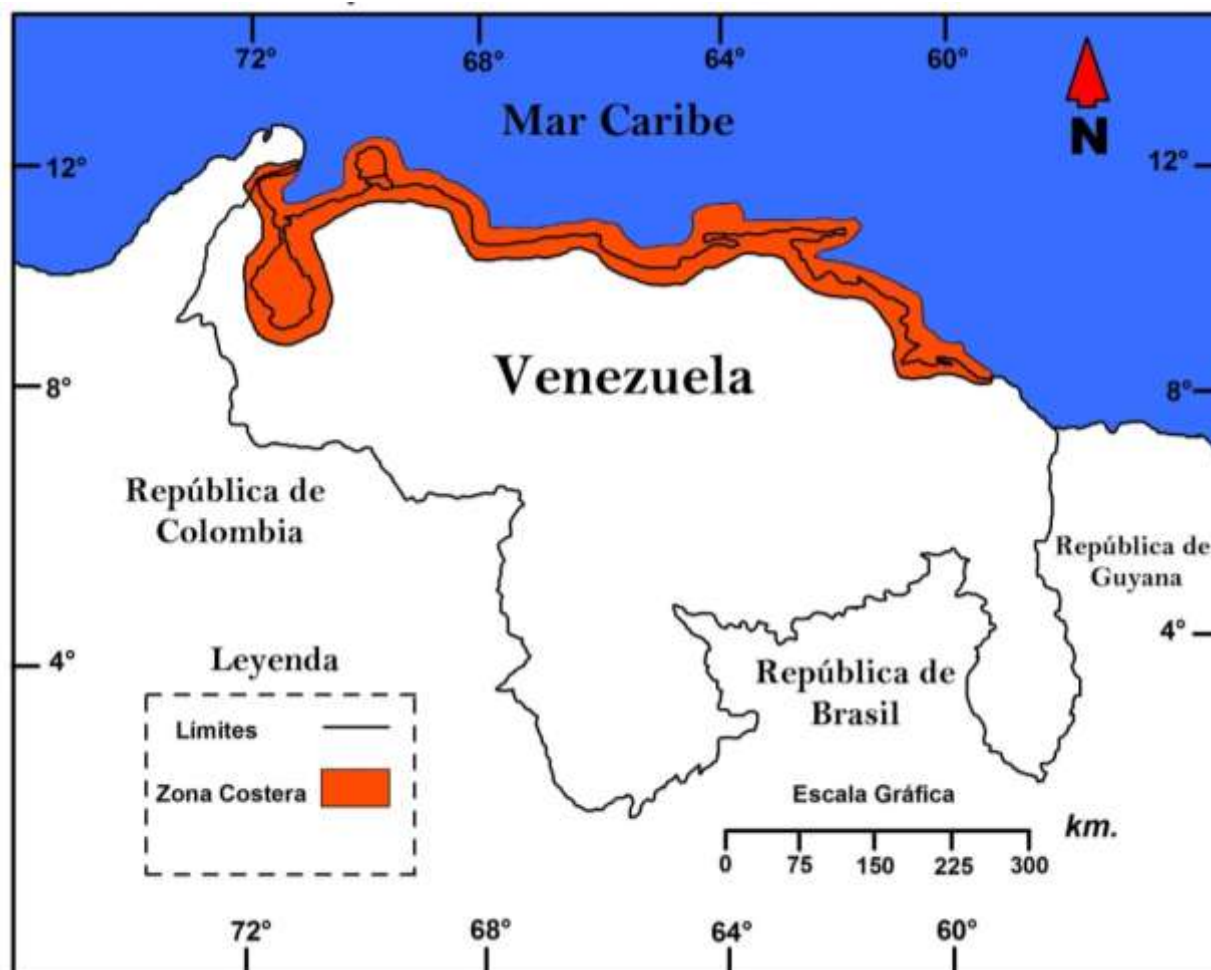 72°
68°
64°
60°
Mar Caribe
N
12°
12°
Venezuela
8°
8°
República de
Colombia
República de
Guyana
4°
4°
Leyenda
República de
Brasil
Límites
Zona Costera
Escala Gráfica
km.
0 75 150 225 300
72°
68°
64°
60°